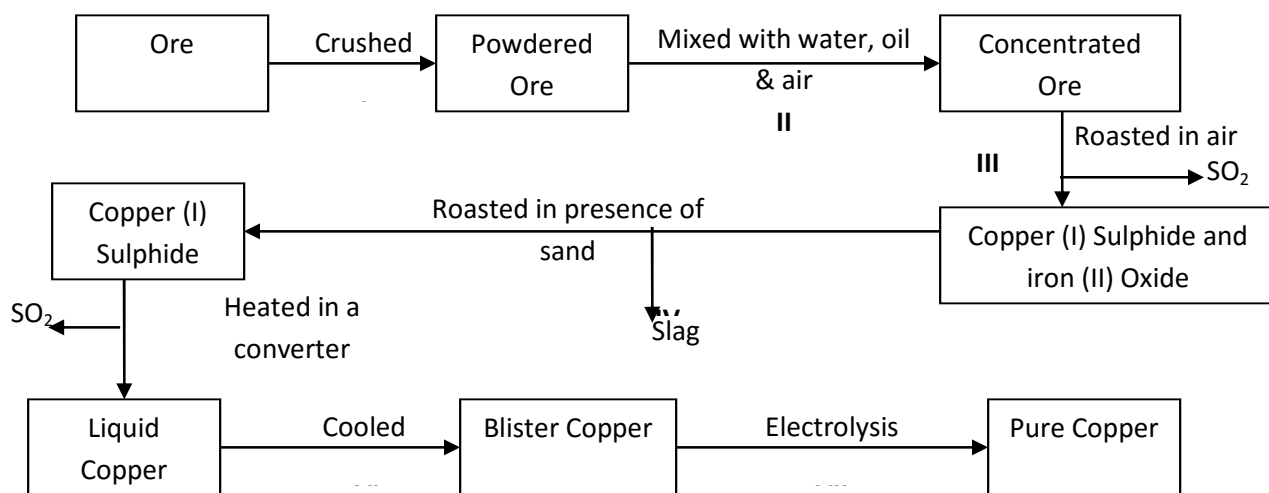 Ore
Crushed
Powdered
Ore
Mixed with water, oil
& air
II
Concentrated
Ore
Roasted in air
III
SO₂
Copper (I)
Sulphide
Roasted in presence of
sand
Copper (I) Sulphide and
iron (II) Oxide
SO₂
Heated in a
converter
Slag
Liquid
Copper
Cooled
Blister Copper
Electrolysis
Pure Copper